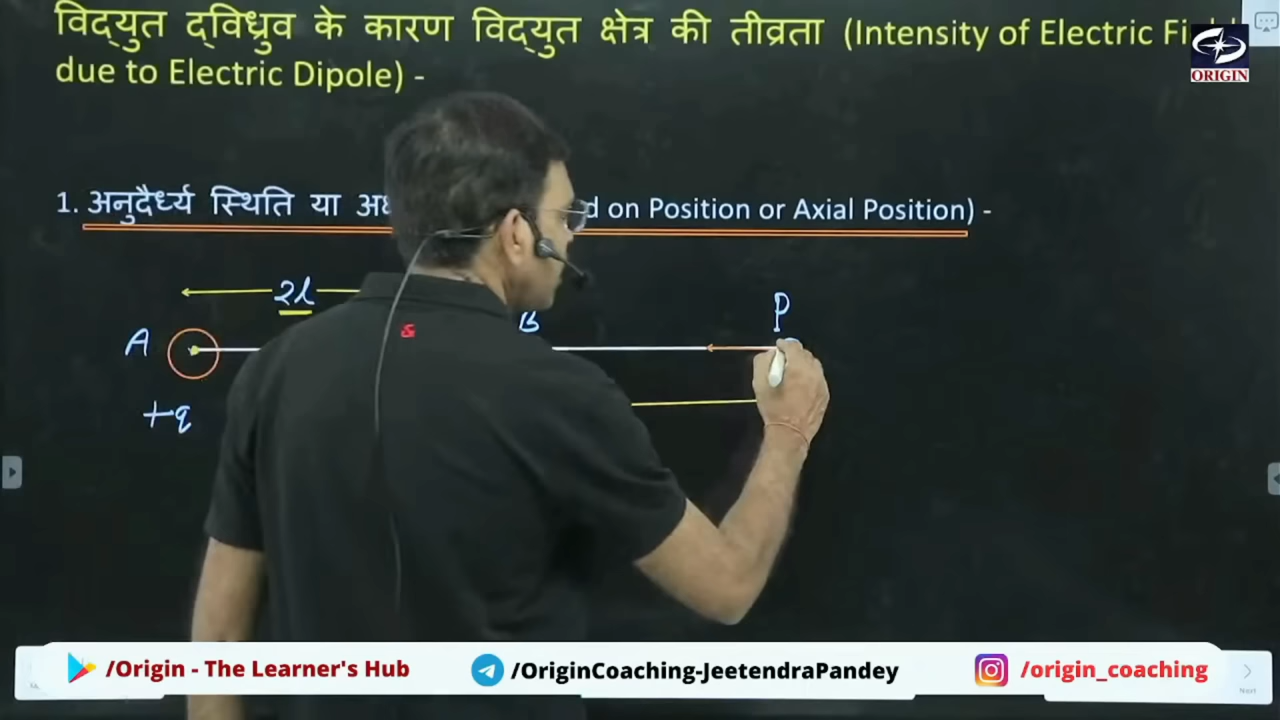 विद्युत द्विध्रुव के कारण विद्युत क्षेत्र की तीव्रता (Intensity of Electric
due to Electric Dipole) -
ORIGIN
1. अनुदैर्ध्य स्थिति या on Position or Axial Position) -
2l
A
B
P
+q
/Origin - The Learner's Hub
/OriginCoaching-JeetendraPandey
/origin_coaching
Next